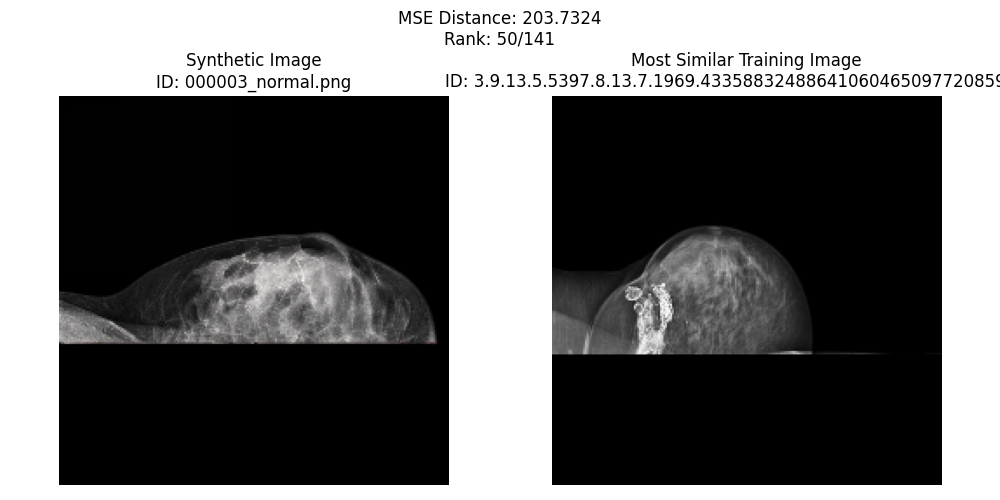 MSE Distance: 203.7324
Rank: 50/141
Synthetic Image
ID: 000003_normal.png
Most Similar Training Image
ID: 3.9.13.5.5397.8.13.7.1969.43358832488641060465097720859